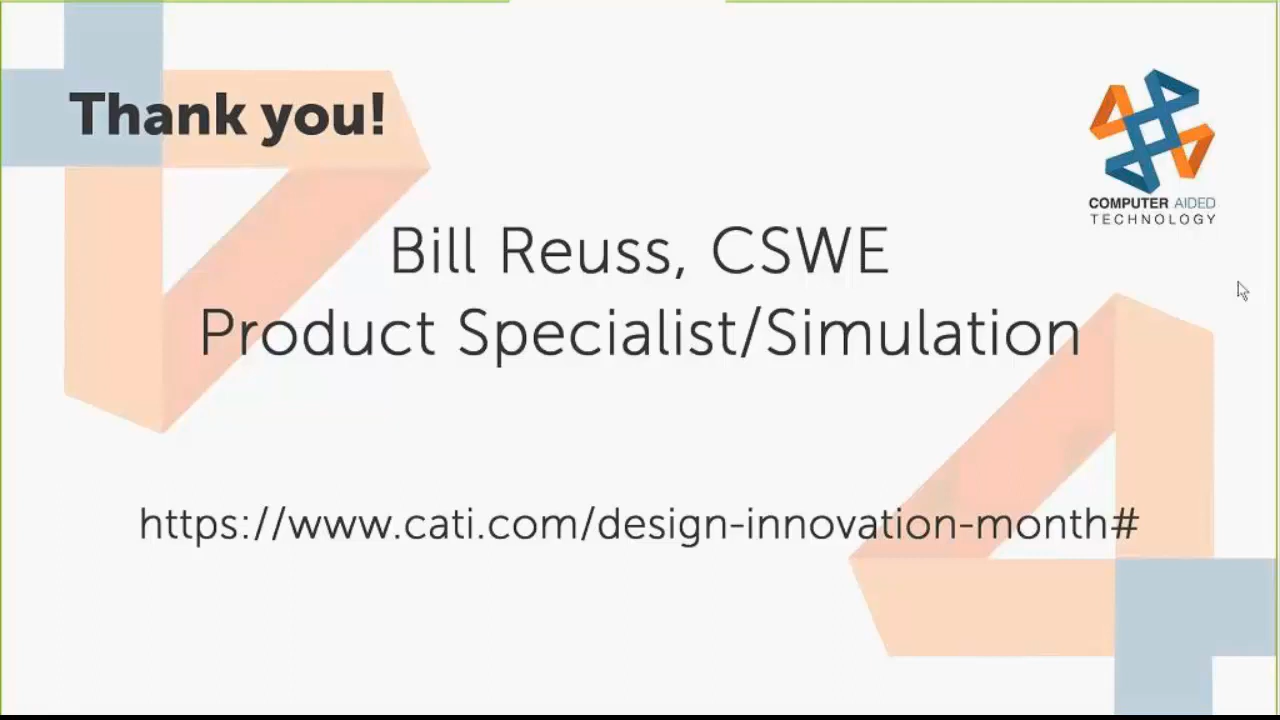 Thank you!
COMPUTER AIDED
TECHNOLOGY
Bill Reuss, CSWE
Product Specialist/Simulation
https://www.cati.com/design-innovation-month#